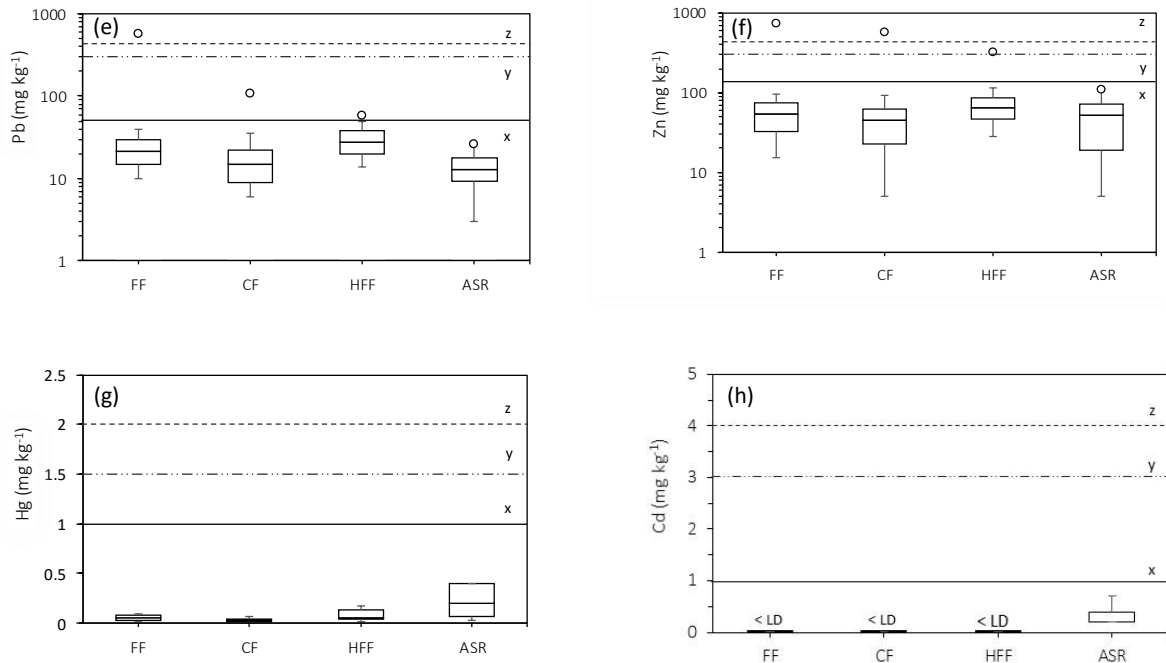 (e)
1000
100
10
1
Pb (mg kg⁻¹)
z
y
x
FF CF HFF ASR
(f)
1000
100
10
1
Zn (mg kg⁻¹)
z
y
x
FF CF HFF ASR
(g)
2.5
2
1.5
1
0.5
0
Hg (mg kg⁻¹)
z
y
x
FF CF HFF ASR
(h)
5
4
3
2
1
0
Cd (mg kg⁻¹)
z
y
x
< LD < LD < LD
FF CF HFF ASR